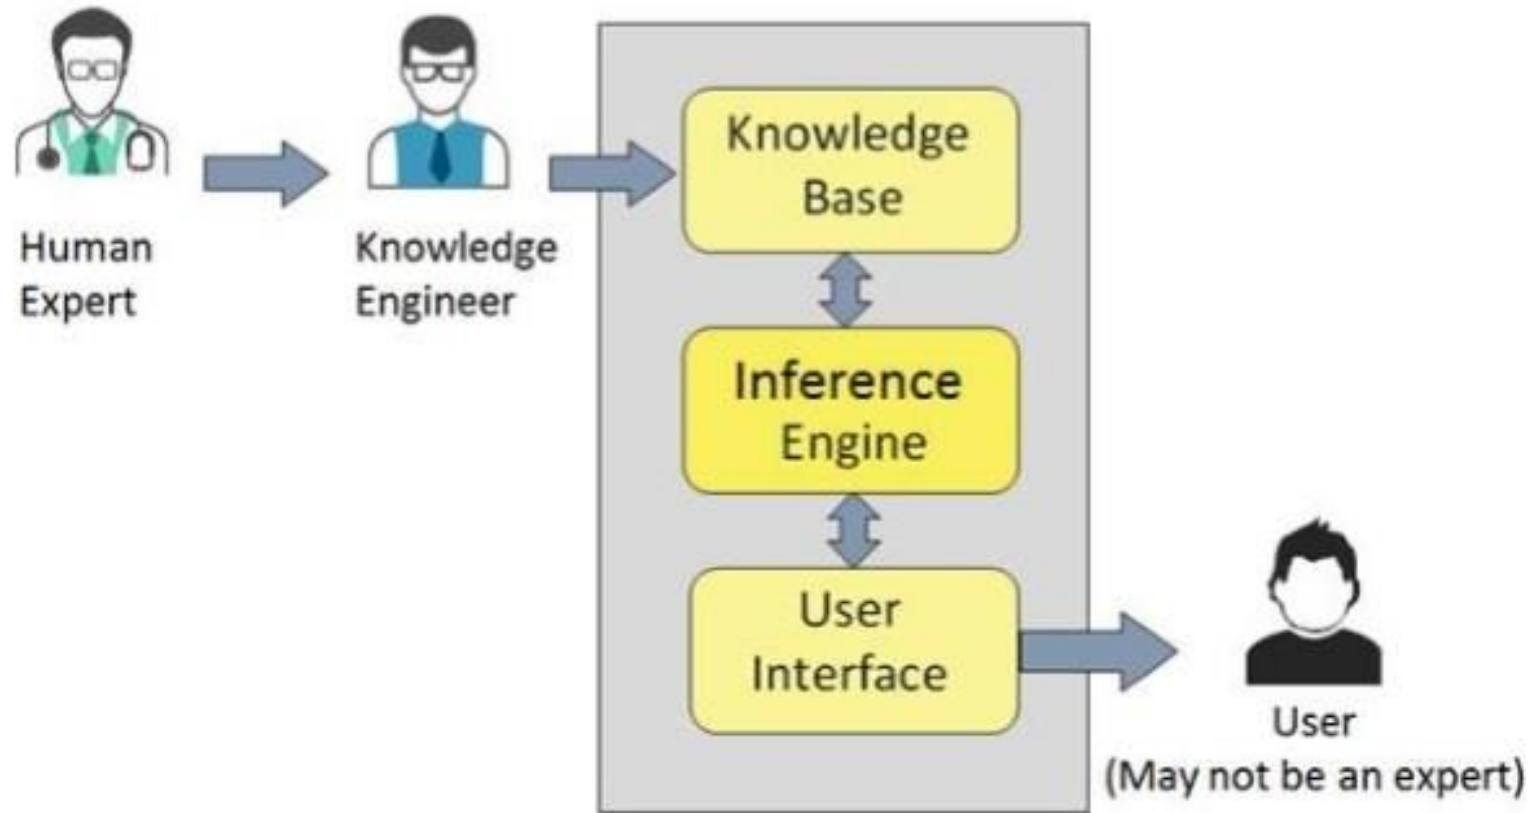 Human
Expert
Knowledge
Engineer
Knowledge
Base
Inference
Engine
User
Interface
User
(May not be an expert)